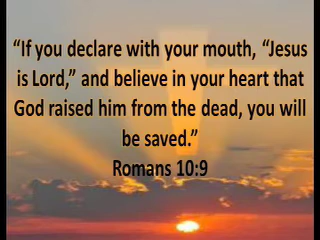 “If you declare with your mouth, “Jesus
is Lord,” and believe in your heart that
God raised him from the dead, you will
be saved.”
Romans 10:9